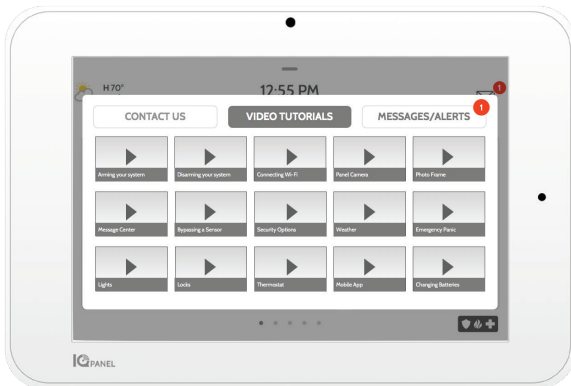 H 70°
12:55 PM
1
CONTACT US
VIDEO TUTORIALS
MESSAGES/ALERTS
1
Arming your system
Disarming your system
Connecting Wi-Fi
Panel Camera
Photo Frame
Message Center
Bypassing a Sensor
Security Options
Weather
Emergency Panic
Lights
Locks
Thermostat
Mobile App
Changing Batteries
IQ PANEL